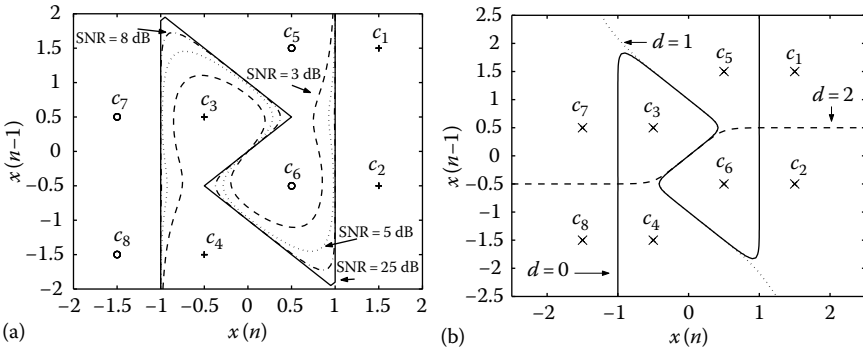 2
1.5
1
0.5
0
−0.5
−1
−1.5
−2
x(n−1)
SNR = 8 dB
SNR = 3 dB
SNR = 5 dB
SNR = 25 dB
c5
c1
c7
c3
c6
c2
c8
c4
−2 −1.5 −1 −0.5 0 0.5 1 1.5 2
(a)
x(n)
2.5
2
1.5
1
0.5
0
−0.5
−1
−1.5
−2
−2.5
x(n−1)
d = 1
c5
c1
d = 2
c7
c3
c6
c2
c8
c4
d = 0
−2 −1 0 1 2
(b)
x(n)